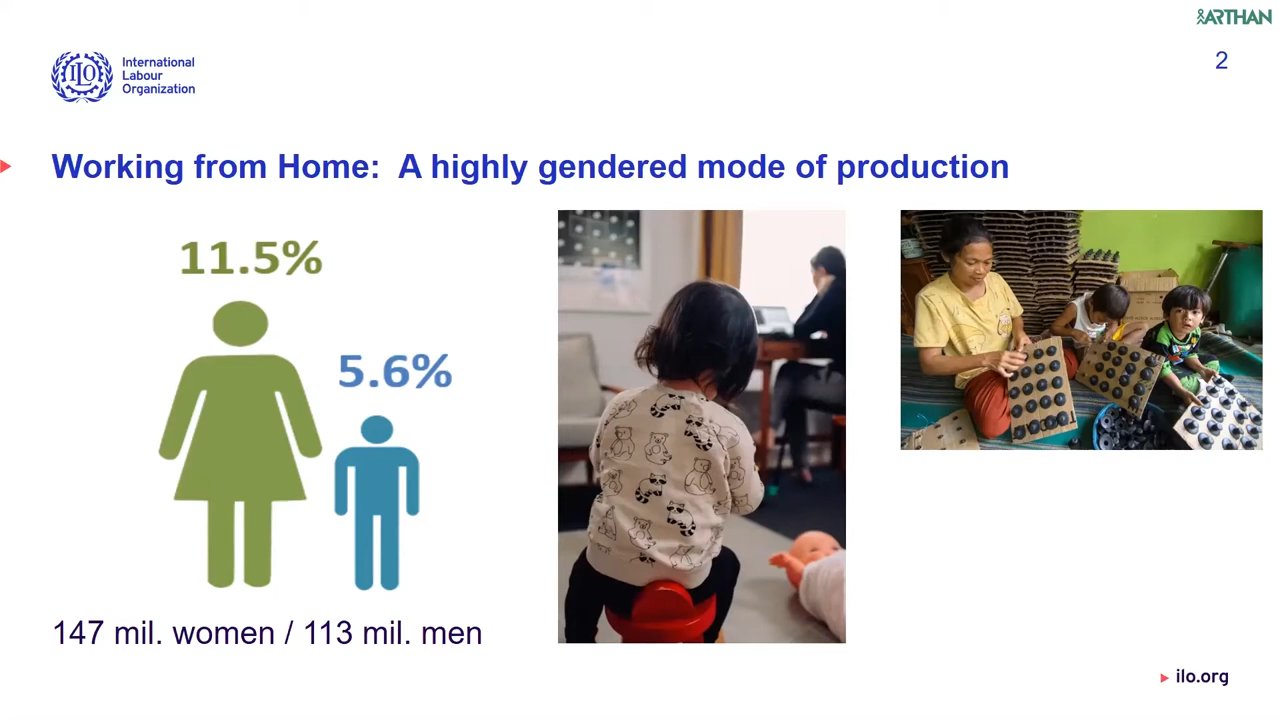 ARTHAN
International
Labour
Organization
ILO
2
Working from Home: A highly gendered mode of production
11.5%
5.6%
147 mil. women / 113 mil. men
ilo.org